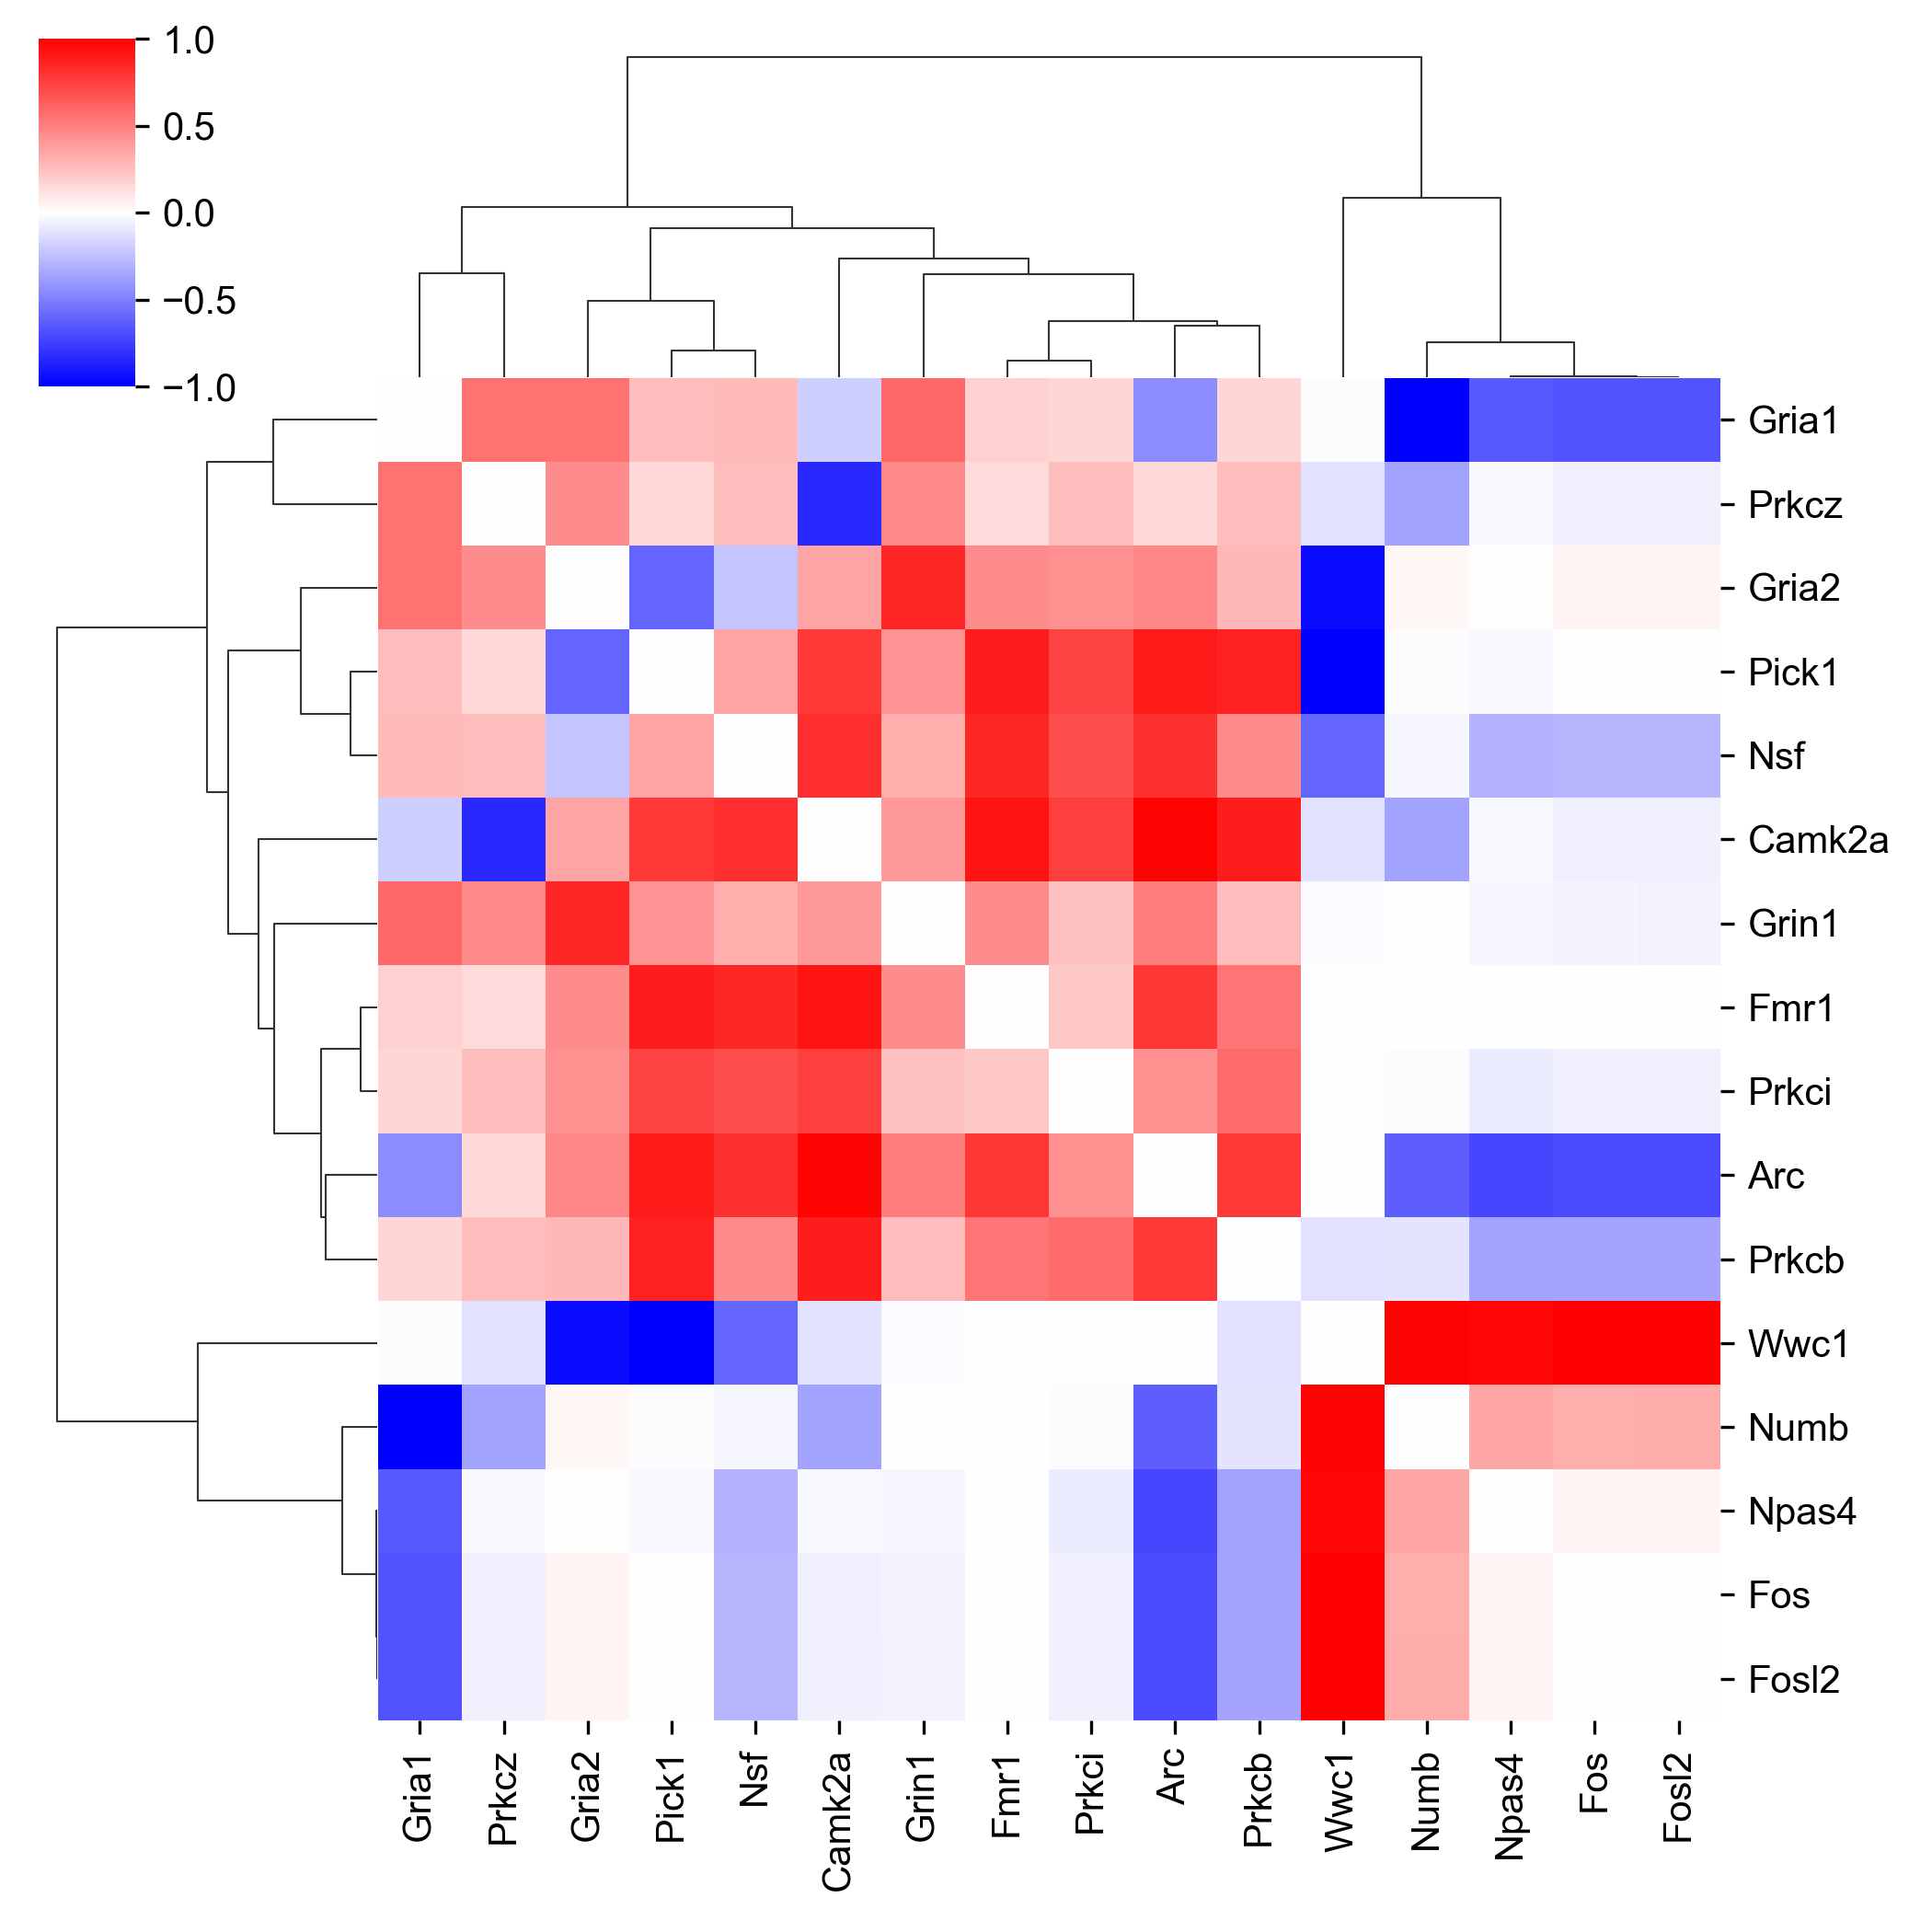 1.0
0.5
0.0
−0.5
−1.0
Gria1
Prkcz
Gria2
Pick1
Nsf
Camk2a
Grin1
Fmr1
Prkci
Arc
Prkcb
Wwc1
Numb
Npas4
Fos
Fosl2
Gria1
Prkcz
Gria2
Pick1
Nsf
Camk2a
Grin1
Fmr1
Prkci
Arc
Prkcb
Wwc1
Numb
Npas4
Fos
Fosl2